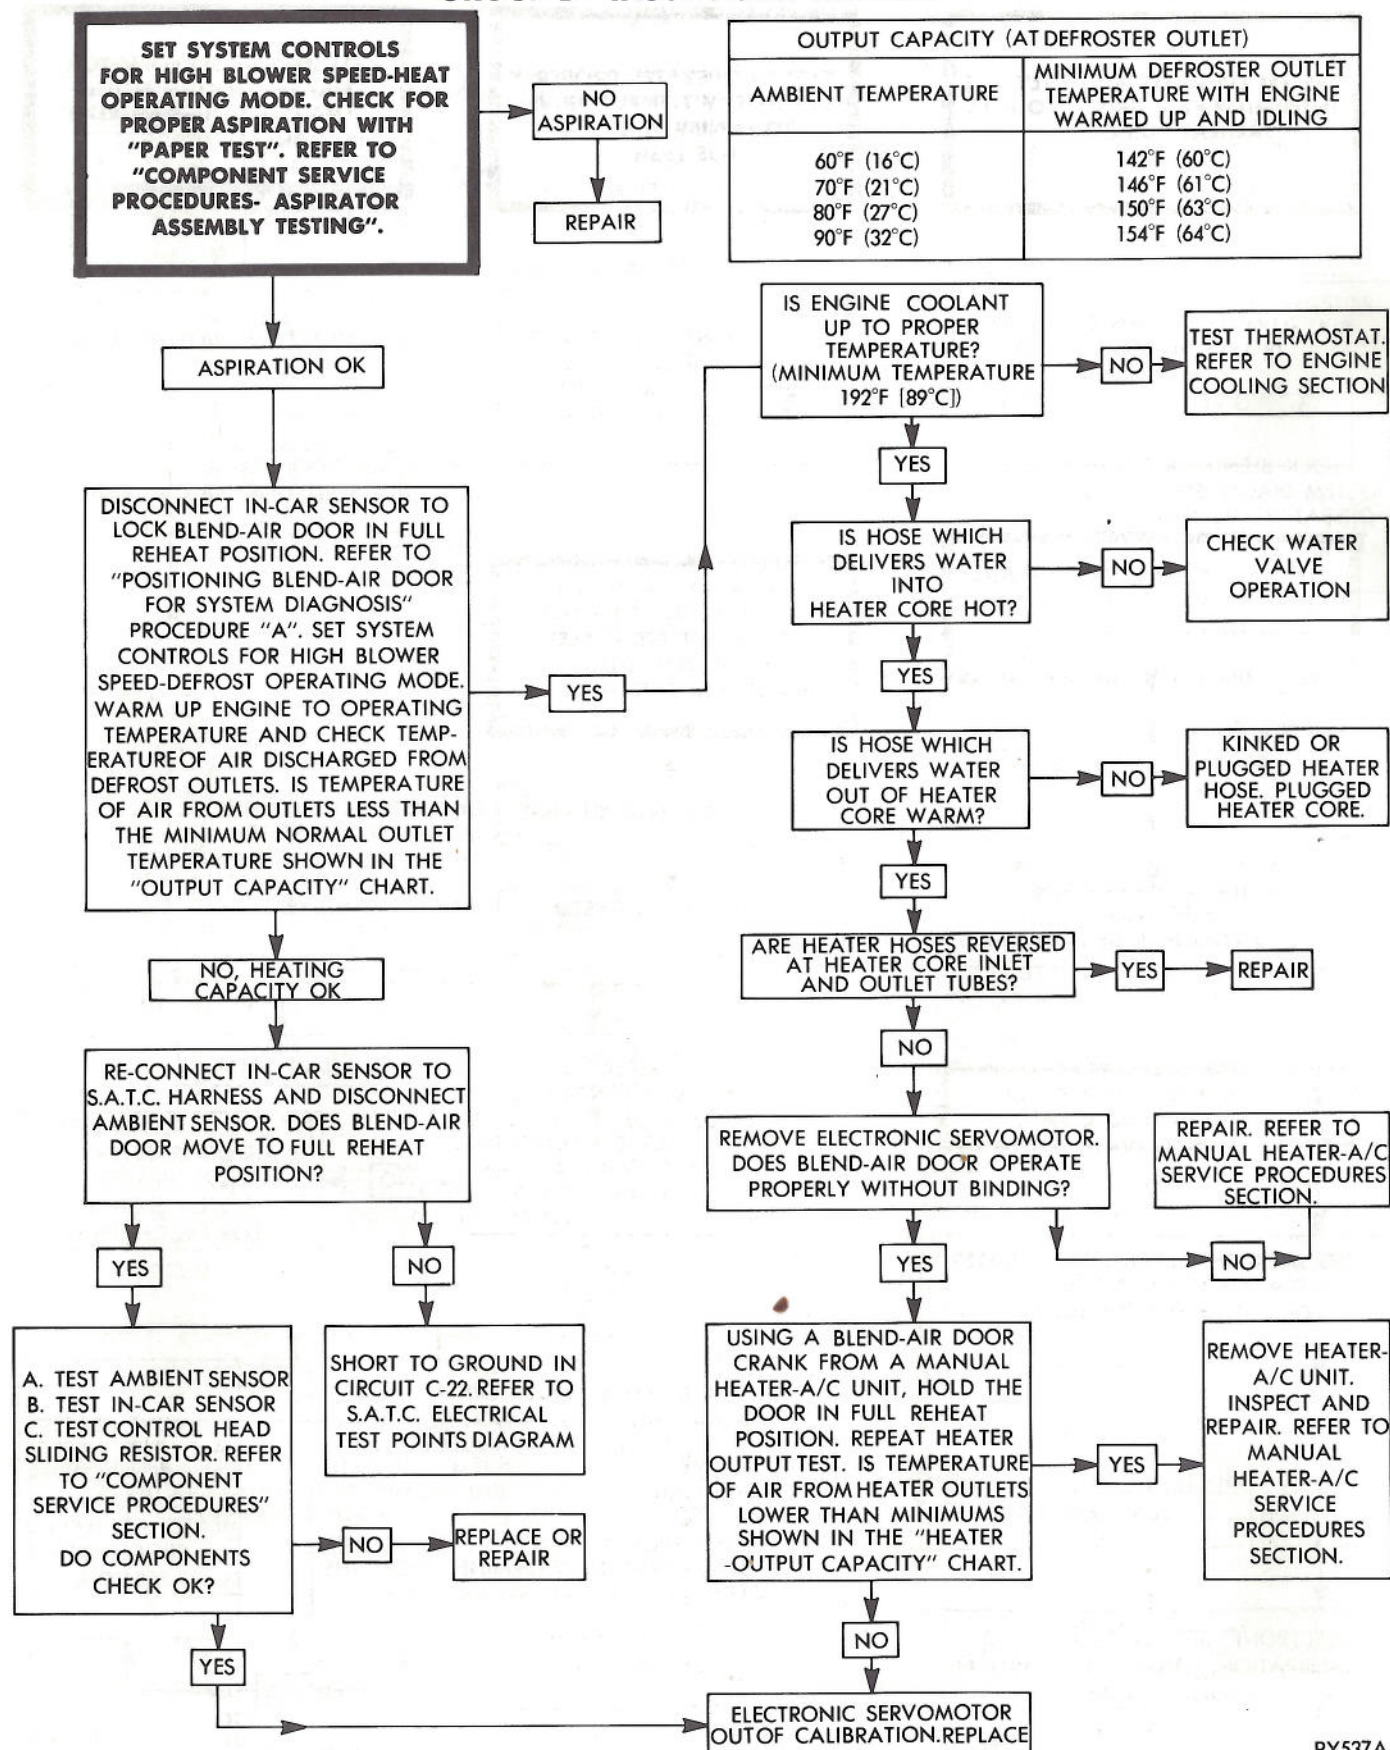 SET SYSTEM CONTROLS
FOR HIGH BLOWER SPEED-HEAT
OPERATING MODE. CHECK FOR
PROPER ASPIRATION WITH
"PAPER TEST". REFER TO
"COMPONENT SERVICE
PROCEDURES- ASPIRATOR
ASSEMBLY TESTING".
NO
ASPIRATION
REPAIR
OUTPUT CAPACITY (AT DEFROSTER OUTLET)
AMBIENT TEMPERATURE
MINIMUM DEFROSTER OUTLET
TEMPERATURE WITH ENGINE
WARMED UP AND IDLING
60°F (16°C) 142°F (60°C)
70°F (21°C) 146°F (61°C)
80°F (27°C) 150°F (63°C)
90°F (32°C) 154°F (64°C)
ASPIRATION OK
DISCONNECT IN-CAR SENSOR TO
LOCK BLEND-AIR DOOR IN FULL
REHEAT POSITION. REFER TO
"POSITIONING BLEND-AIR DOOR
FOR SYSTEM DIAGNOSIS"
PROCEDURE "A". SET SYSTEM
CONTROLS FOR HIGH BLOWER
SPEED-DEFROST OPERATING MODE.
WARM UP ENGINE TO OPERATING
TEMPERATURE AND CHECK TEMP-
ERATURE OF AIR DISCHARGED FROM
DEFROST OUTLETS. IS TEMPERATURE
OF AIR FROM OUTLETS LESS THAN
THE MINIMUM NORMAL OUTLET
TEMPERATURE SHOWN IN THE
"OUTPUT CAPACITY" CHART.
YES
NO, HEATING
CAPACITY OK
RE-CONNECT IN-CAR SENSOR TO
S.A.T.C. HARNESS AND DISCONNECT
AMBIENT SENSOR. DOES BLEND-AIR
DOOR MOVE TO FULL REHEAT
POSITION?
YES
NO
A. TEST AMBIENT SENSOR
B. TEST IN-CAR SENSOR
C. TEST CONTROL HEAD
SLIDING RESISTOR. REFER
TO "COMPONENT
SERVICE PROCEDURES"
SECTION.
DO COMPONENTS
CHECK OK?
SHORT TO GROUND IN
CIRCUIT C-22. REFER TO
S.A.T.C. ELECTRICAL
TEST POINTS DIAGRAM
NO
REPLACE OR
REPAIR
YES
IS ENGINE COOLANT
UP TO PROPER
TEMPERATURE?
(MINIMUM TEMPERATURE
192°F [89°C])
NO
TEST THERMOSTAT.
REFER TO ENGINE
COOLING SECTION
YES
IS HOSE WHICH
DELIVERS WATER
INTO
HEATER CORE HOT?
NO
CHECK WATER
VALVE
OPERATION
YES
IS HOSE WHICH
DELIVERS WATER
OUT OF HEATER
CORE WARM?
NO
KINKED OR
PLUGGED HEATER
HOSE. PLUGGED
HEATER CORE.
YES
ARE HEATER HOSES REVERSED
AT HEATER CORE INLET
AND OUTLET TUBES?
YES
REPAIR
NO
REMOVE ELECTRONIC SERVOMOTOR.
DOES BLEND-AIR DOOR OPERATE
PROPERLY WITHOUT BINDING?
REPAIR. REFER TO
MANUAL HEATER-A/C
SERVICE PROCEDURES
SECTION.
YES
NO
USING A BLEND-AIR DOOR
CRANK FROM A MANUAL
HEATER-A/C UNIT, HOLD THE
DOOR IN FULL REHEAT
POSITION. REPEAT HEATER
OUTPUT TEST. IS TEMPERATURE
OF AIR FROM HEATER OUTLETS
LOWER THAN MINIMUMS
SHOWN IN THE "HEATER
-OUTPUT CAPACITY" CHART.
YES
REMOVE HEATER-
A/C UNIT.
INSPECT AND
REPAIR. REFER TO
MANUAL
HEATER-A/C
SERVICE
PROCEDURES
SECTION.
NO
ELECTRONIC SERVOMOTOR
OUT OF CALIBRATION. REPLACE